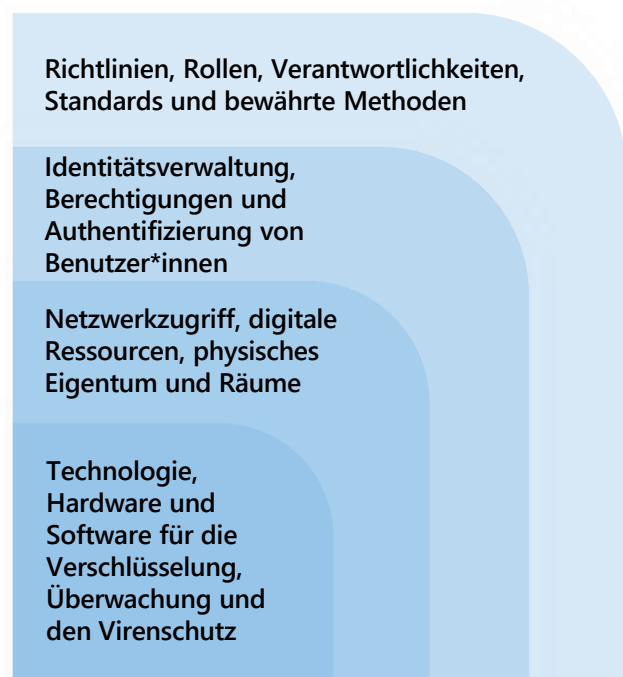 Richtlinien, Rollen, Verantwortlichkeiten,
Standards und bewährte Methoden
Identitätsverwaltung,
Berechtigungen und
Authentifizierung von
Benutzer*innen
Netzwerkzugriff, digitale
Ressourcen, physisches
Eigentum und Räume
Technologie,
Hardware und
Software für die
Verschlüsselung,
Überwachung und
den Virenschutz